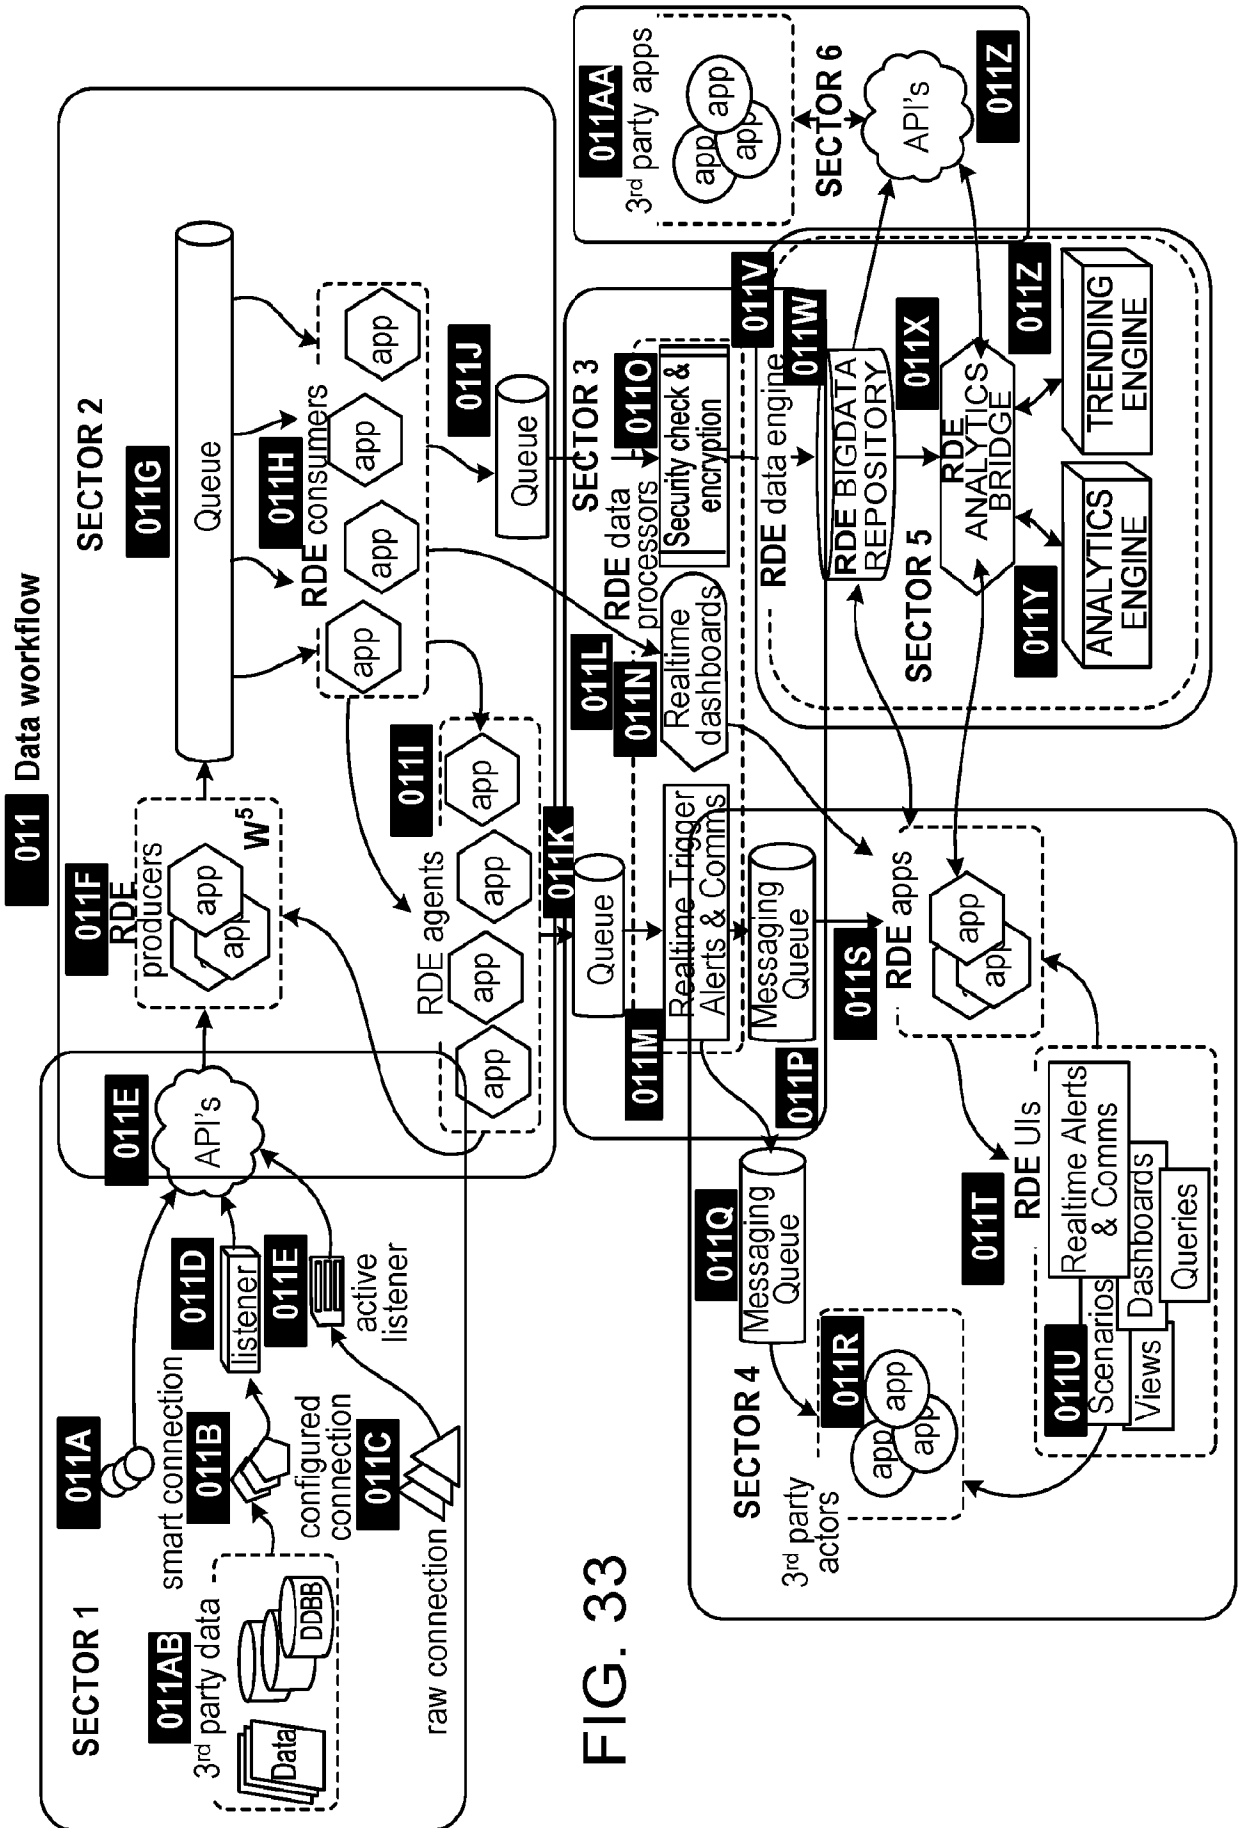 011 Data workflow
SECTOR 1
011A
smart connection
011B
configured
connection
011C
raw connection
011AB
3rd party data
Data
DDBB
011D
listener
011E
active
listener
011E
API's
SECTOR 2
011F
RDE
producers
app
app
W5
011G
Queue
011H
RDE consumers
app
app
app
app
011I
RDE agents
app
app
app
app
011J
Queue
SECTOR 3
011K
Queue
011L
RDE data
processors
011M
Realtime Trigger
Alerts & Comms
011N
Realtime
dashboards
011O
Security check &
encryption
011P
Messaging
Queue
SECTOR 4
011Q
Messaging
Queue
011R
3rd party
actors
app
app
app
011S
RDE apps
app
app
011T
RDE UIs
011U
Realtime Alerts
& Comms
Scenarios
Dashboards
Views
Queries
SECTOR 5
011V
RDE data engine
011W
RDE BIGDATA
REPOSITORY
011X
RDE
ANALYTICS
BRIDGE
011Y
ANALYTICS
ENGINE
011Z
TRENDING
ENGINE
SECTOR 6
011AA
3rd party apps
app
app
app
API's
011Z
FIG. 33